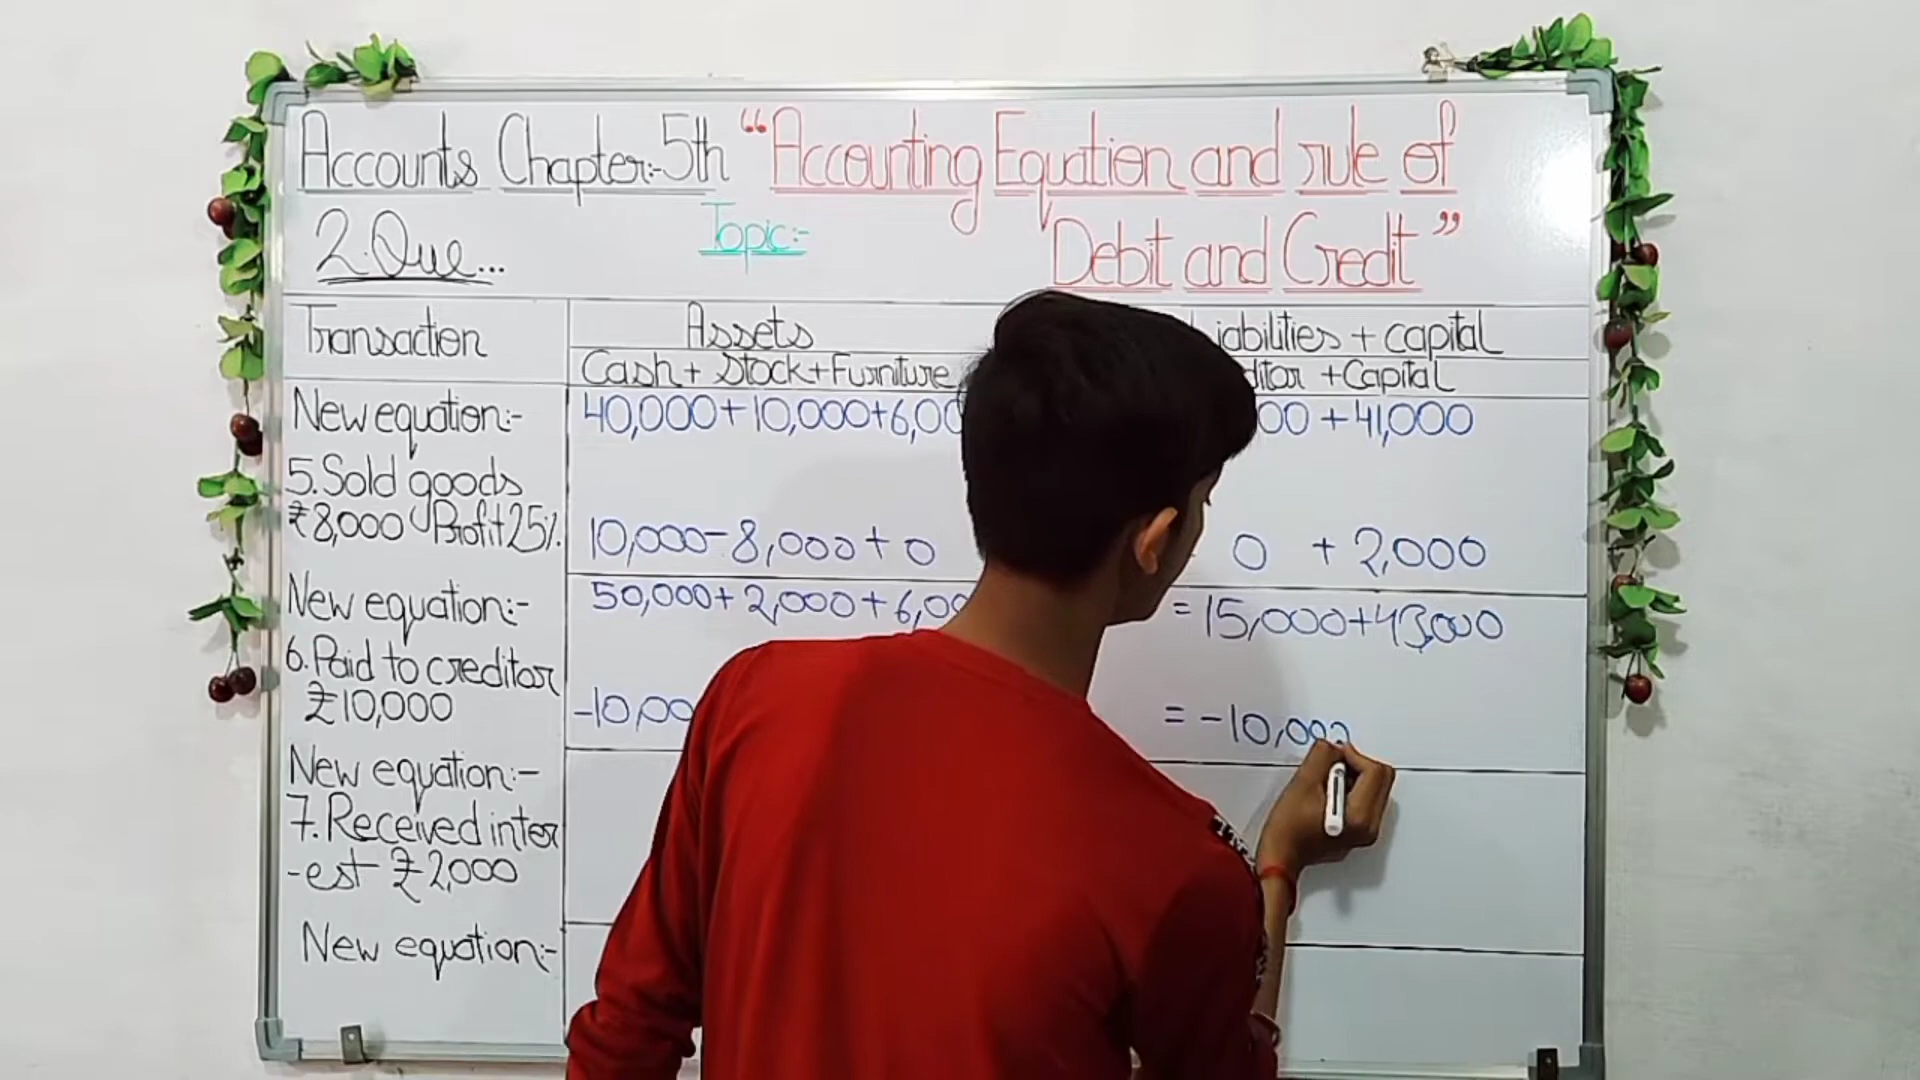 Accounts Chapter:-5th “Accounting Equation and rule of
2.Que... Topic:- Debit and Credit”
Transaction Assets + capital
Cash+ Stock+Furniture +Capital
New equation:- 40,000+10,000+6,00 00 +41,000
5.Sold goods
₹8,000 Profit 25%. 10,000-8,000+0 0 +2,000
New equation:- 50,000+2,000+6,00 =15,000+43,000
6.Paid to creditor
₹10,000 -10,00 = -10,000
New equation:-
7.Received inter
-est ₹2,000
New equation:-